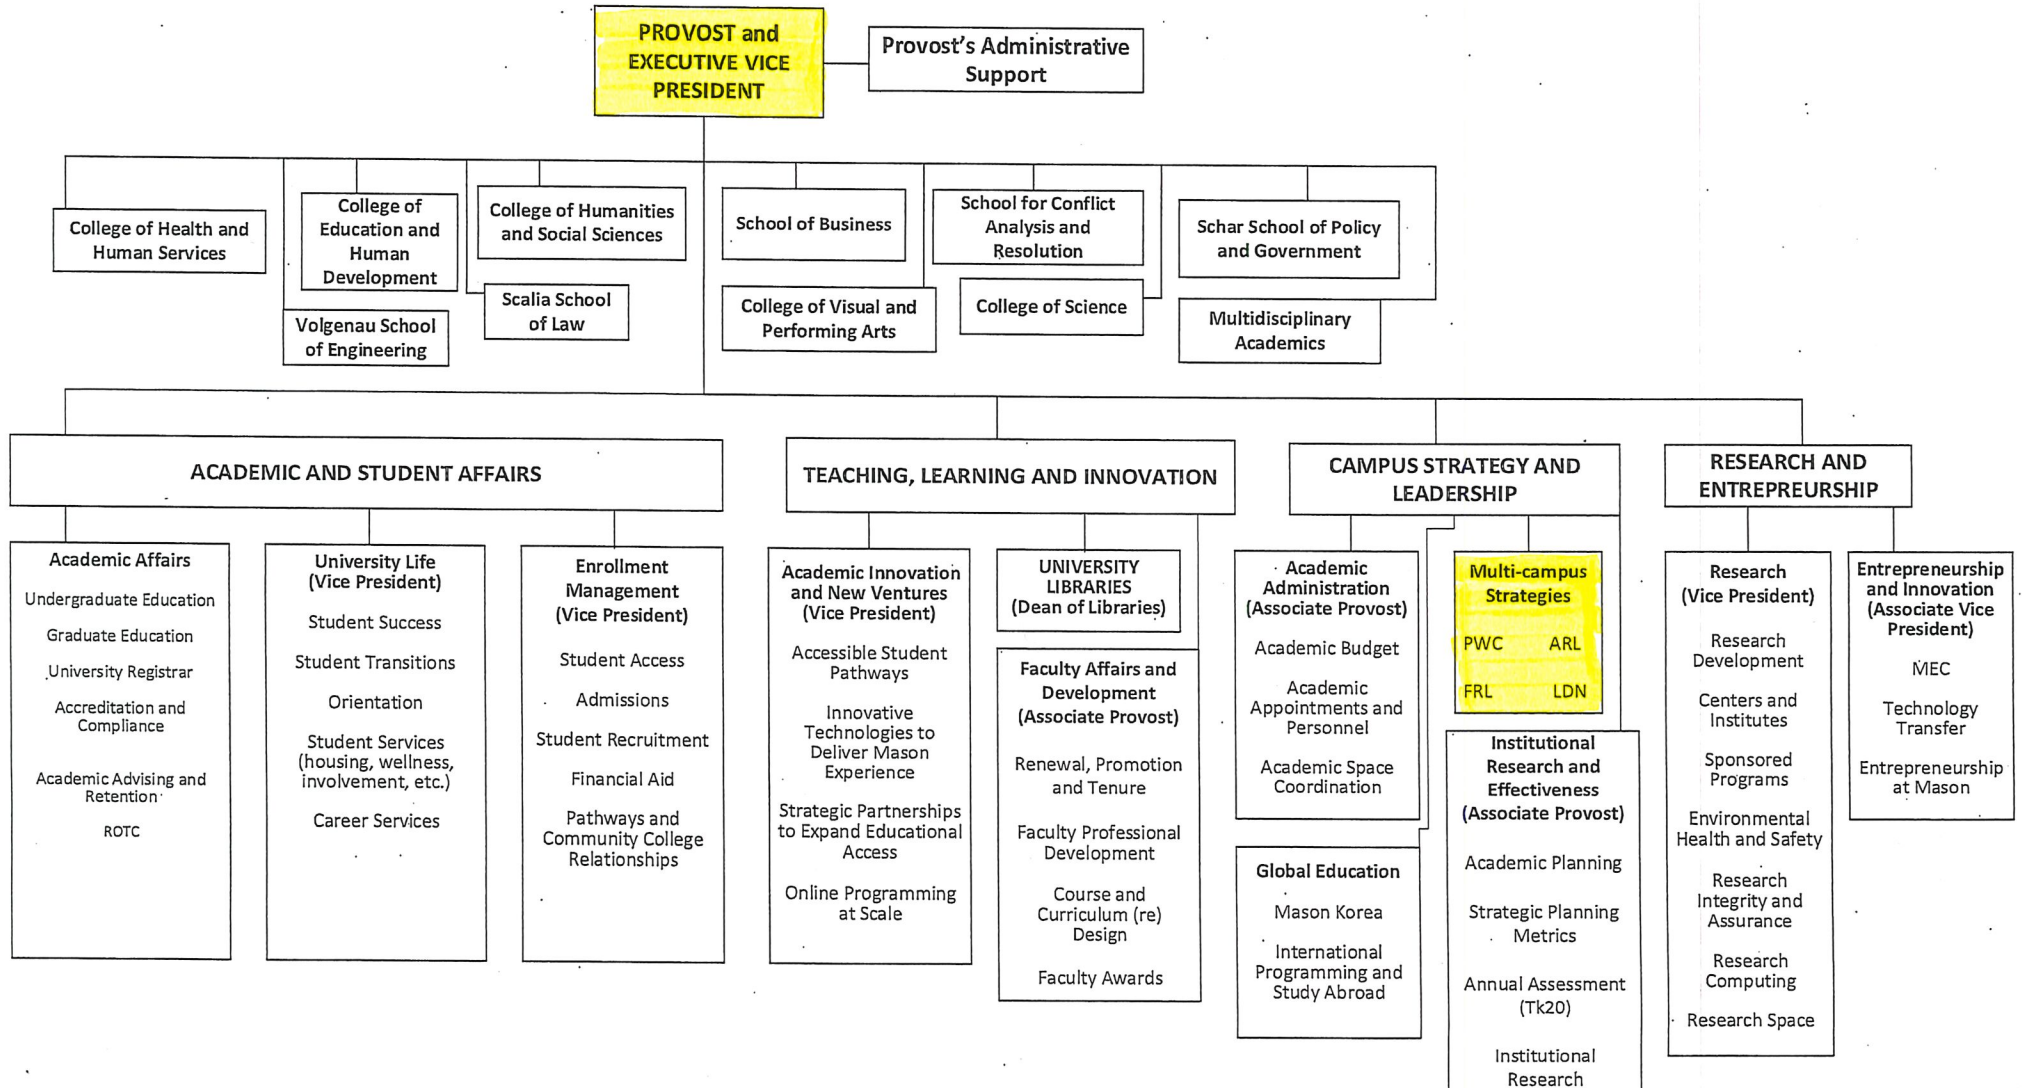 PROVOST and
EXECUTIVE VICE
PRESIDENT
Provost's Administrative
Support
College of Health and
Human Services
College of
Education and
Human
Development
College of Humanities
and Social Sciences
School of Business
School for Conflict
Analysis and
Resolution
Schar School of Policy
and Government
Volgenau School
of Engineering
Scalia School
of Law
College of Visual and
Performing Arts
College of Science
Multidisciplinary
Academics
ACADEMIC AND STUDENT AFFAIRS
TEACHING, LEARNING AND INNOVATION
CAMPUS STRATEGY AND
LEADERSHIP
RESEARCH AND
ENTREPREURSHIP
Academic Affairs
Undergraduate Education
Graduate Education
University Registrar
Accreditation and
Compliance
Academic Advising and
Retention
ROTC
University Life
(Vice President)
Student Success
Student Transitions
Orientation
Student Services
(housing, wellness,
involvement, etc.)
Career Services
Enrollment
Management
(Vice President)
Student Access
Admissions
Student Recruitment
Financial Aid
Pathways and
Community College
Relationships
Academic Innovation
and New Ventures
(Vice President)
Accessible Student
Pathways
Innovative
Technologies to
Deliver Mason
Experience
Strategic Partnerships
to Expand Educational
Access
Online Programming
at Scale
UNIVERSITY
LIBRARIES
(Dean of Libraries)
Faculty Affairs and
Development
(Associate Provost)
Renewal, Promotion
and Tenure
Faculty Professional
Development
Course and
Curriculum (re)
Design
Faculty Awards
Academic
Administration
(Associate Provost)
Academic Budget
Academic
Appointments and
Personnel
Academic Space
Coordination
Global Education
Mason Korea
International
Programming and
Study Abroad
Multi-campus
Strategies
PWC ARL
FRL LDN
Institutional
Research and
Effectiveness
(Associate Provost)
Academic Planning
Strategic Planning
Metrics
Annual Assessment
(Tk20)
Institutional
Research
Research
(Vice President)
Research
Development
Centers and
Institutes
Sponsored
Programs
Environmental
Health and Safety
Research
Integrity and
Assurance
Research
Computing
Research Space
Entrepreneurship
and Innovation
(Associate Vice
President)
MEC
Technology
Transfer
Entrepreneurship
at Mason